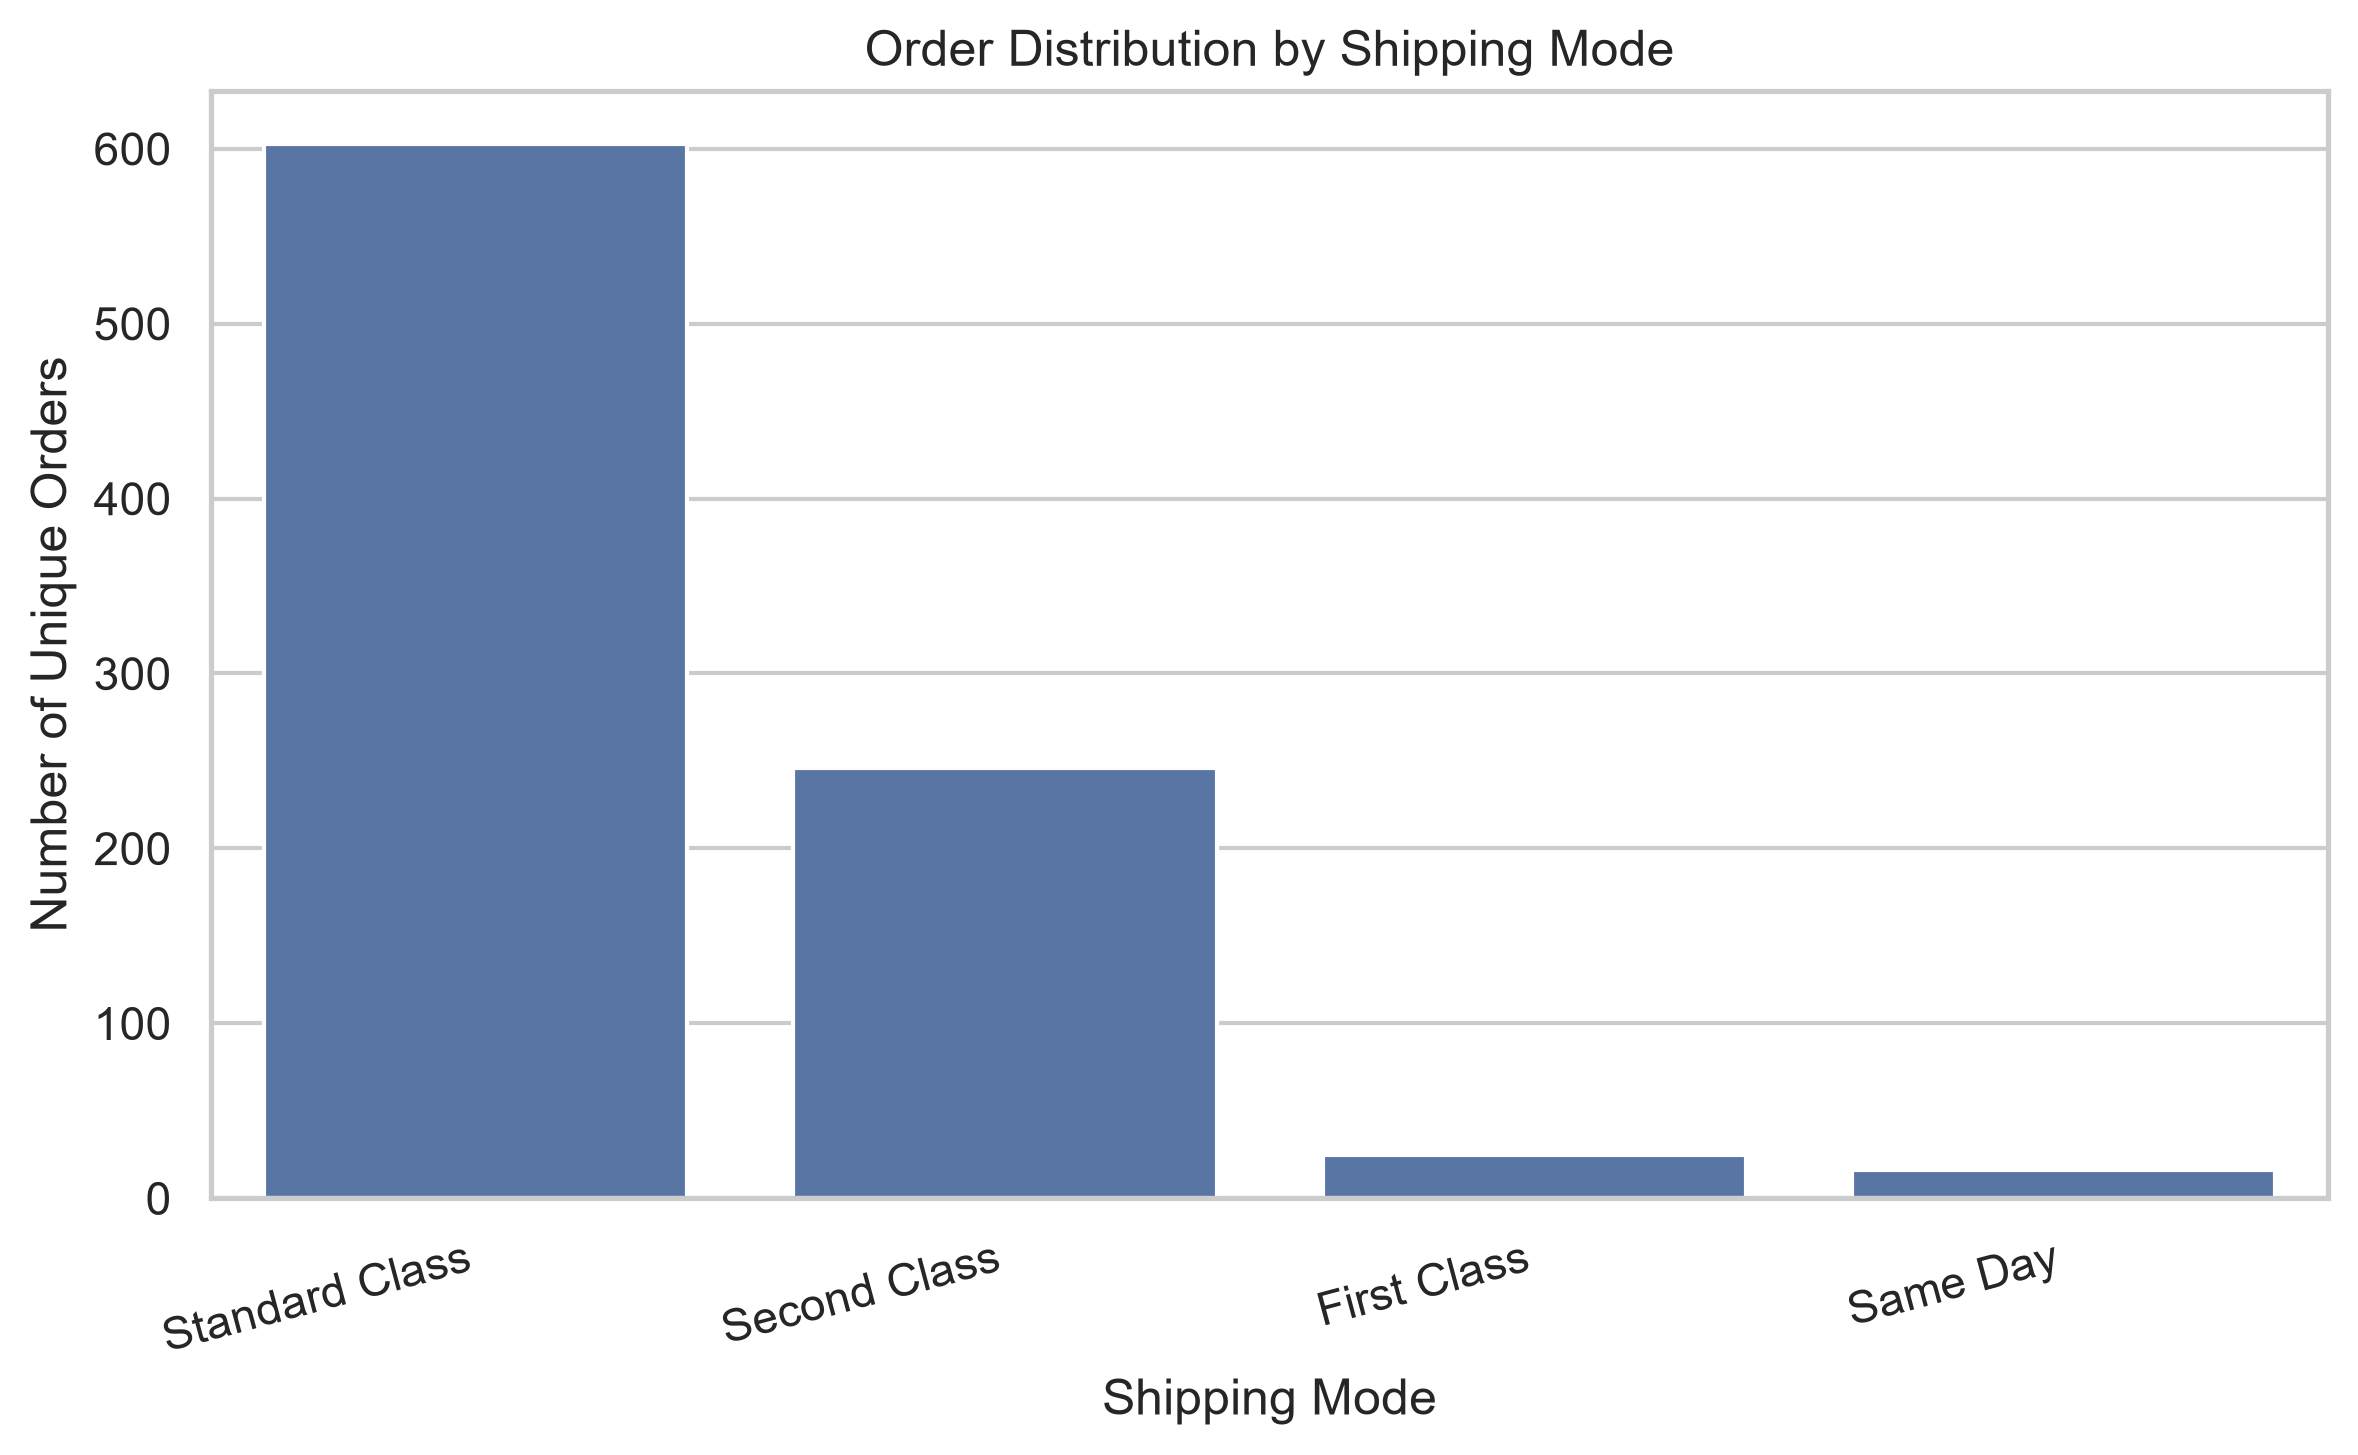 Order Distribution by Shipping Mode
Number of Unique Orders
600
500
400
300
200
100
0
Standard Class
Second Class
First Class
Same Day
Shipping Mode